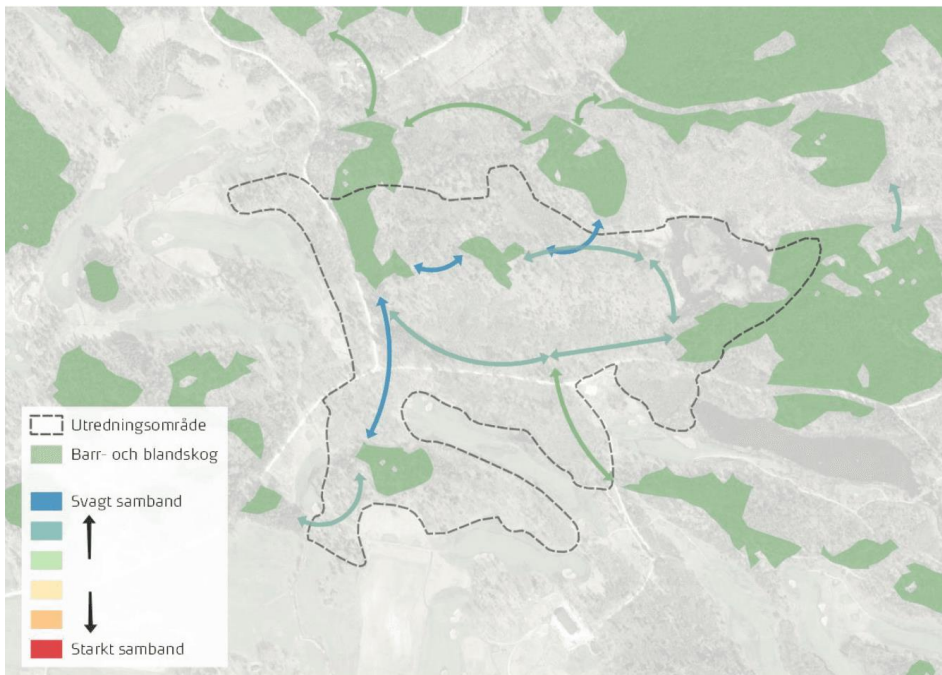 Utredningsområde
Barr- och blandskog
Svagt samband
Starkt samband